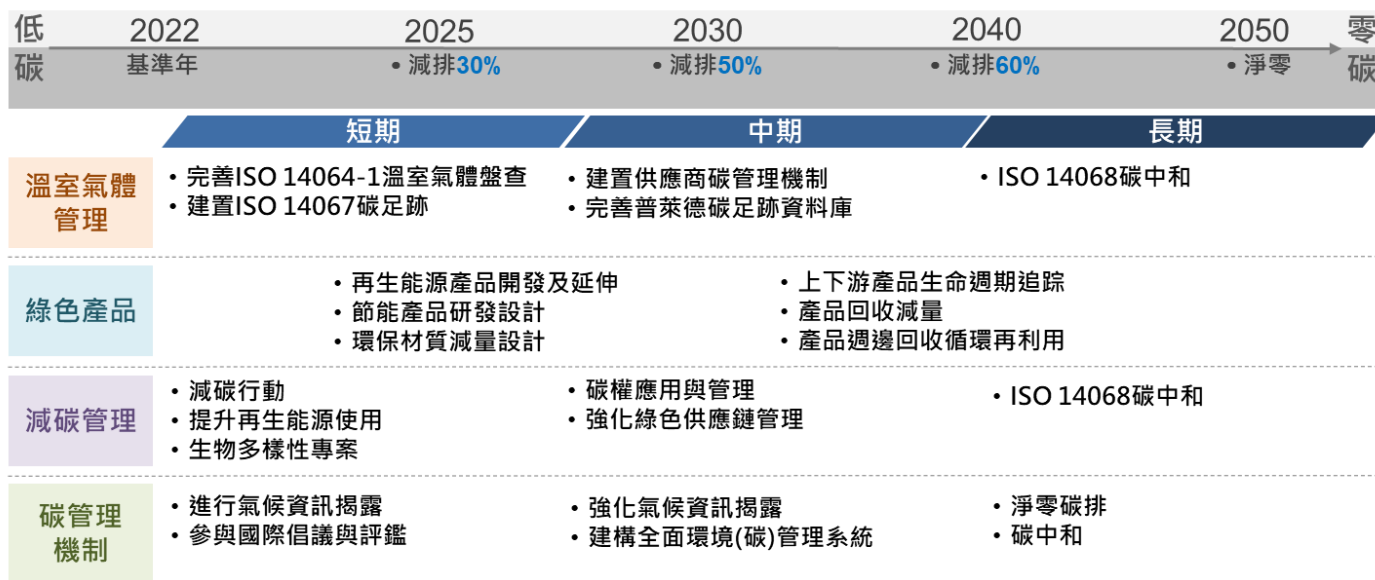 低碳
2022 2025 2030 2040 2050
零碳
基準年 •減排30% •減排50% •減排60% •淨零
短期 中期 長期
溫室氣體管理
• 完善ISO 14064-1溫室氣體盤查
• 建置ISO 14067碳足跡
• 建置供應商碳管理機制
• 完善普萊德碳足跡資料庫
• ISO 14068碳中和
綠色產品
• 再生能源產品開發及延伸
• 節能產品研發設計
• 環保材質減量設計
• 上下游產品生命週期追踪
• 產品回收減量
• 產品週邊回收循環再利用
減碳管理
• 減碳行動
• 提升再生能源使用
• 生物多樣性專案
• 碳權應用與管理
• 強化綠色供應鏈管理
• ISO 14068碳中和
碳管理機制
• 進行氣候資訊揭露
• 參與國際倡議與評鑑
• 強化氣候資訊揭露
• 建構全面環境(碳)管理系統
• 淨零碳排
• 碳中和